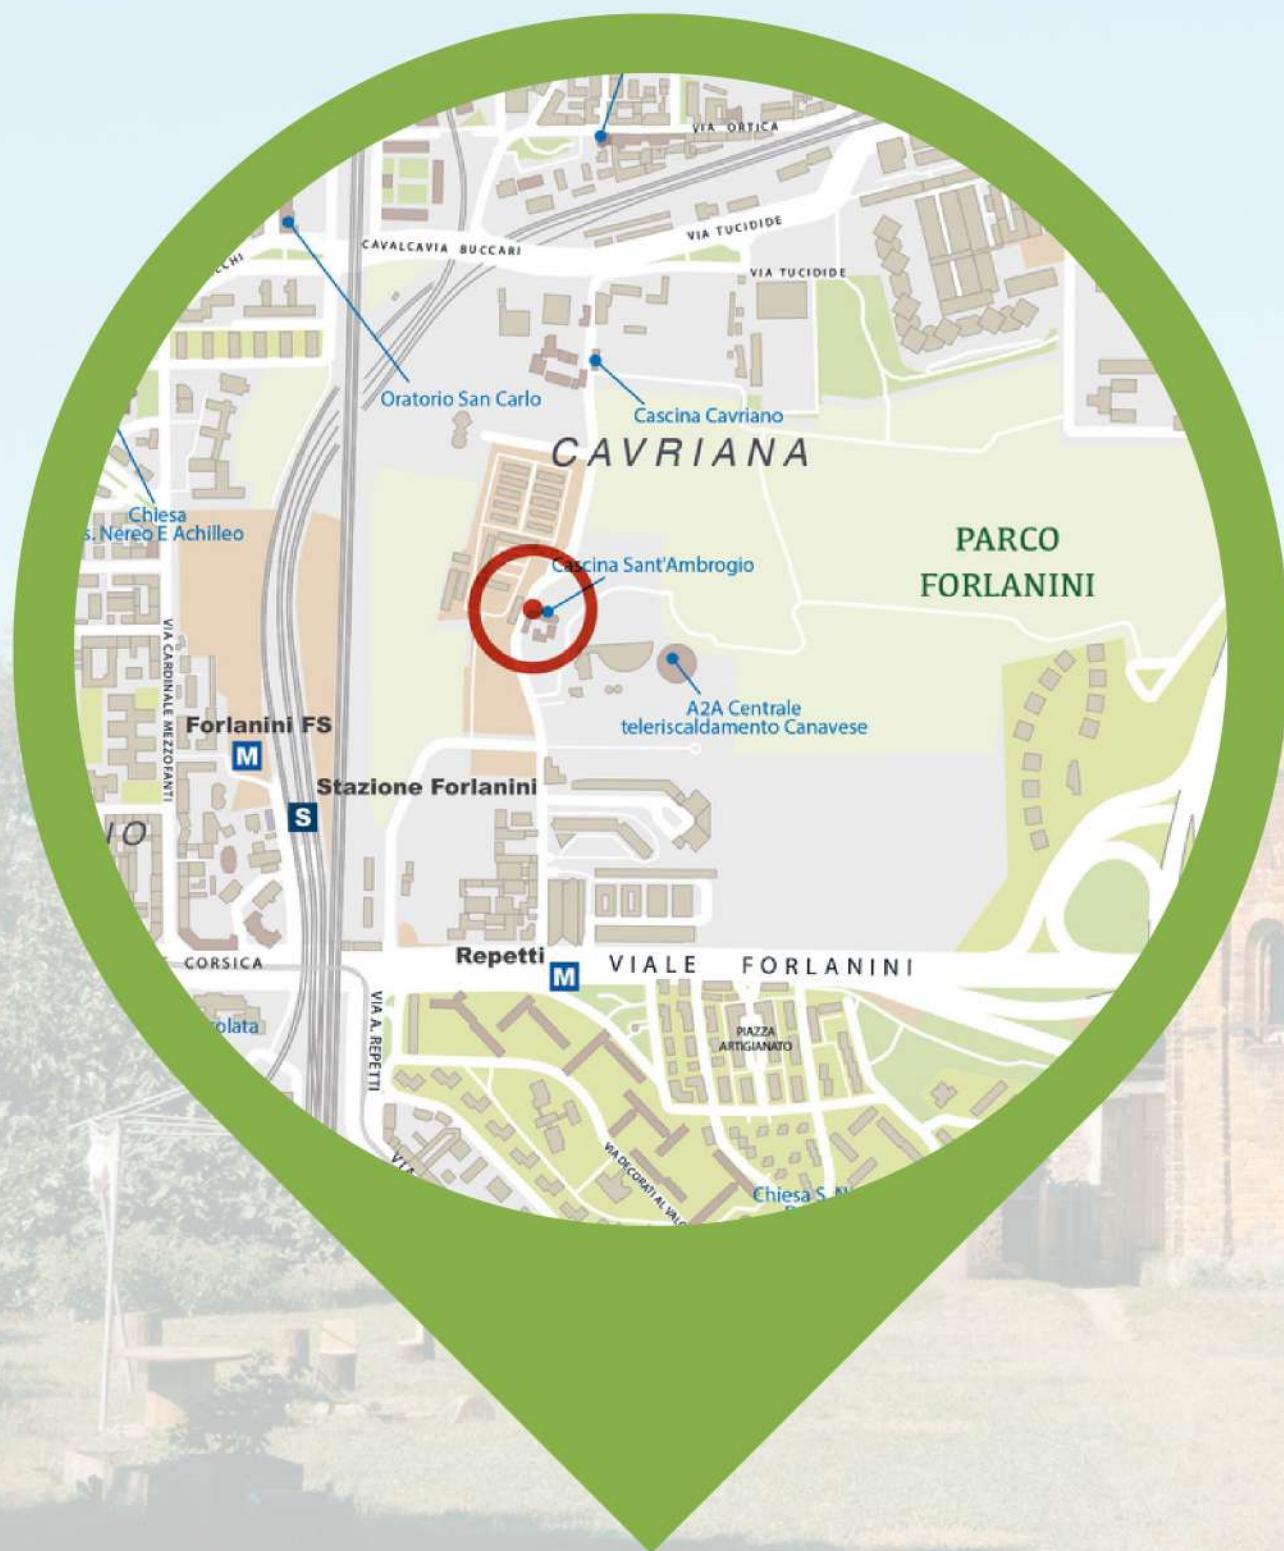 VIA ORTICA
VIA TUCIDIDE
CAVALCAVIA BUCCARI
VIA TUCIDIDE
Oratorio San Carlo
Cascina Cavriano
CAVRIANA
Chiesa
s. Nereo E Achilleo
PARCO
FORLANINI
Cascina Sant'Ambrogio
VIA CARDINALE MEZZOFANTI
A2A Centrale
teleriscaldamento Canavese
Forlanini FS
M
Stazione Forlanini
S
IO
Repetti
M
VIALE FORLANINI
CORSICA
VIA A. REPETTI
PIAZZA
ARTIGIANATO
VIA DECORATI AL
VIA
Chiesa S.